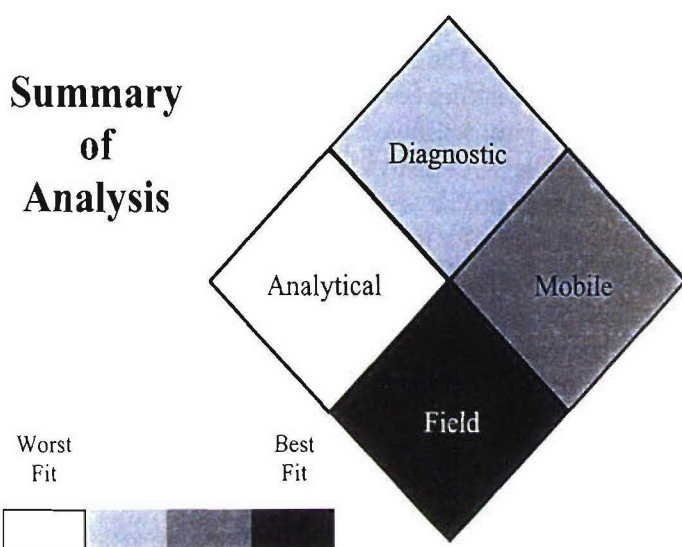 Summary
of
Analysis
Diagnostic
Analytical
Mobile
Field
Worst
Fit
Best
Fit